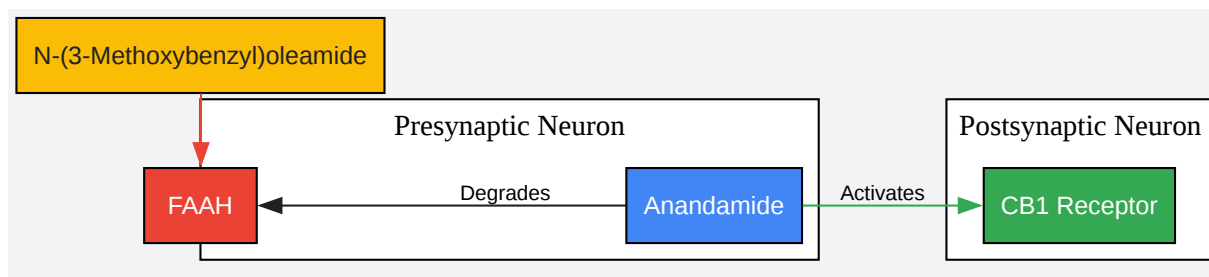 N-(3-Methoxybenzyl)oleamide
Presynaptic Neuron
Postsynaptic Neuron
FAAH
Degrades
Anandamide
Activates
CB1 Receptor